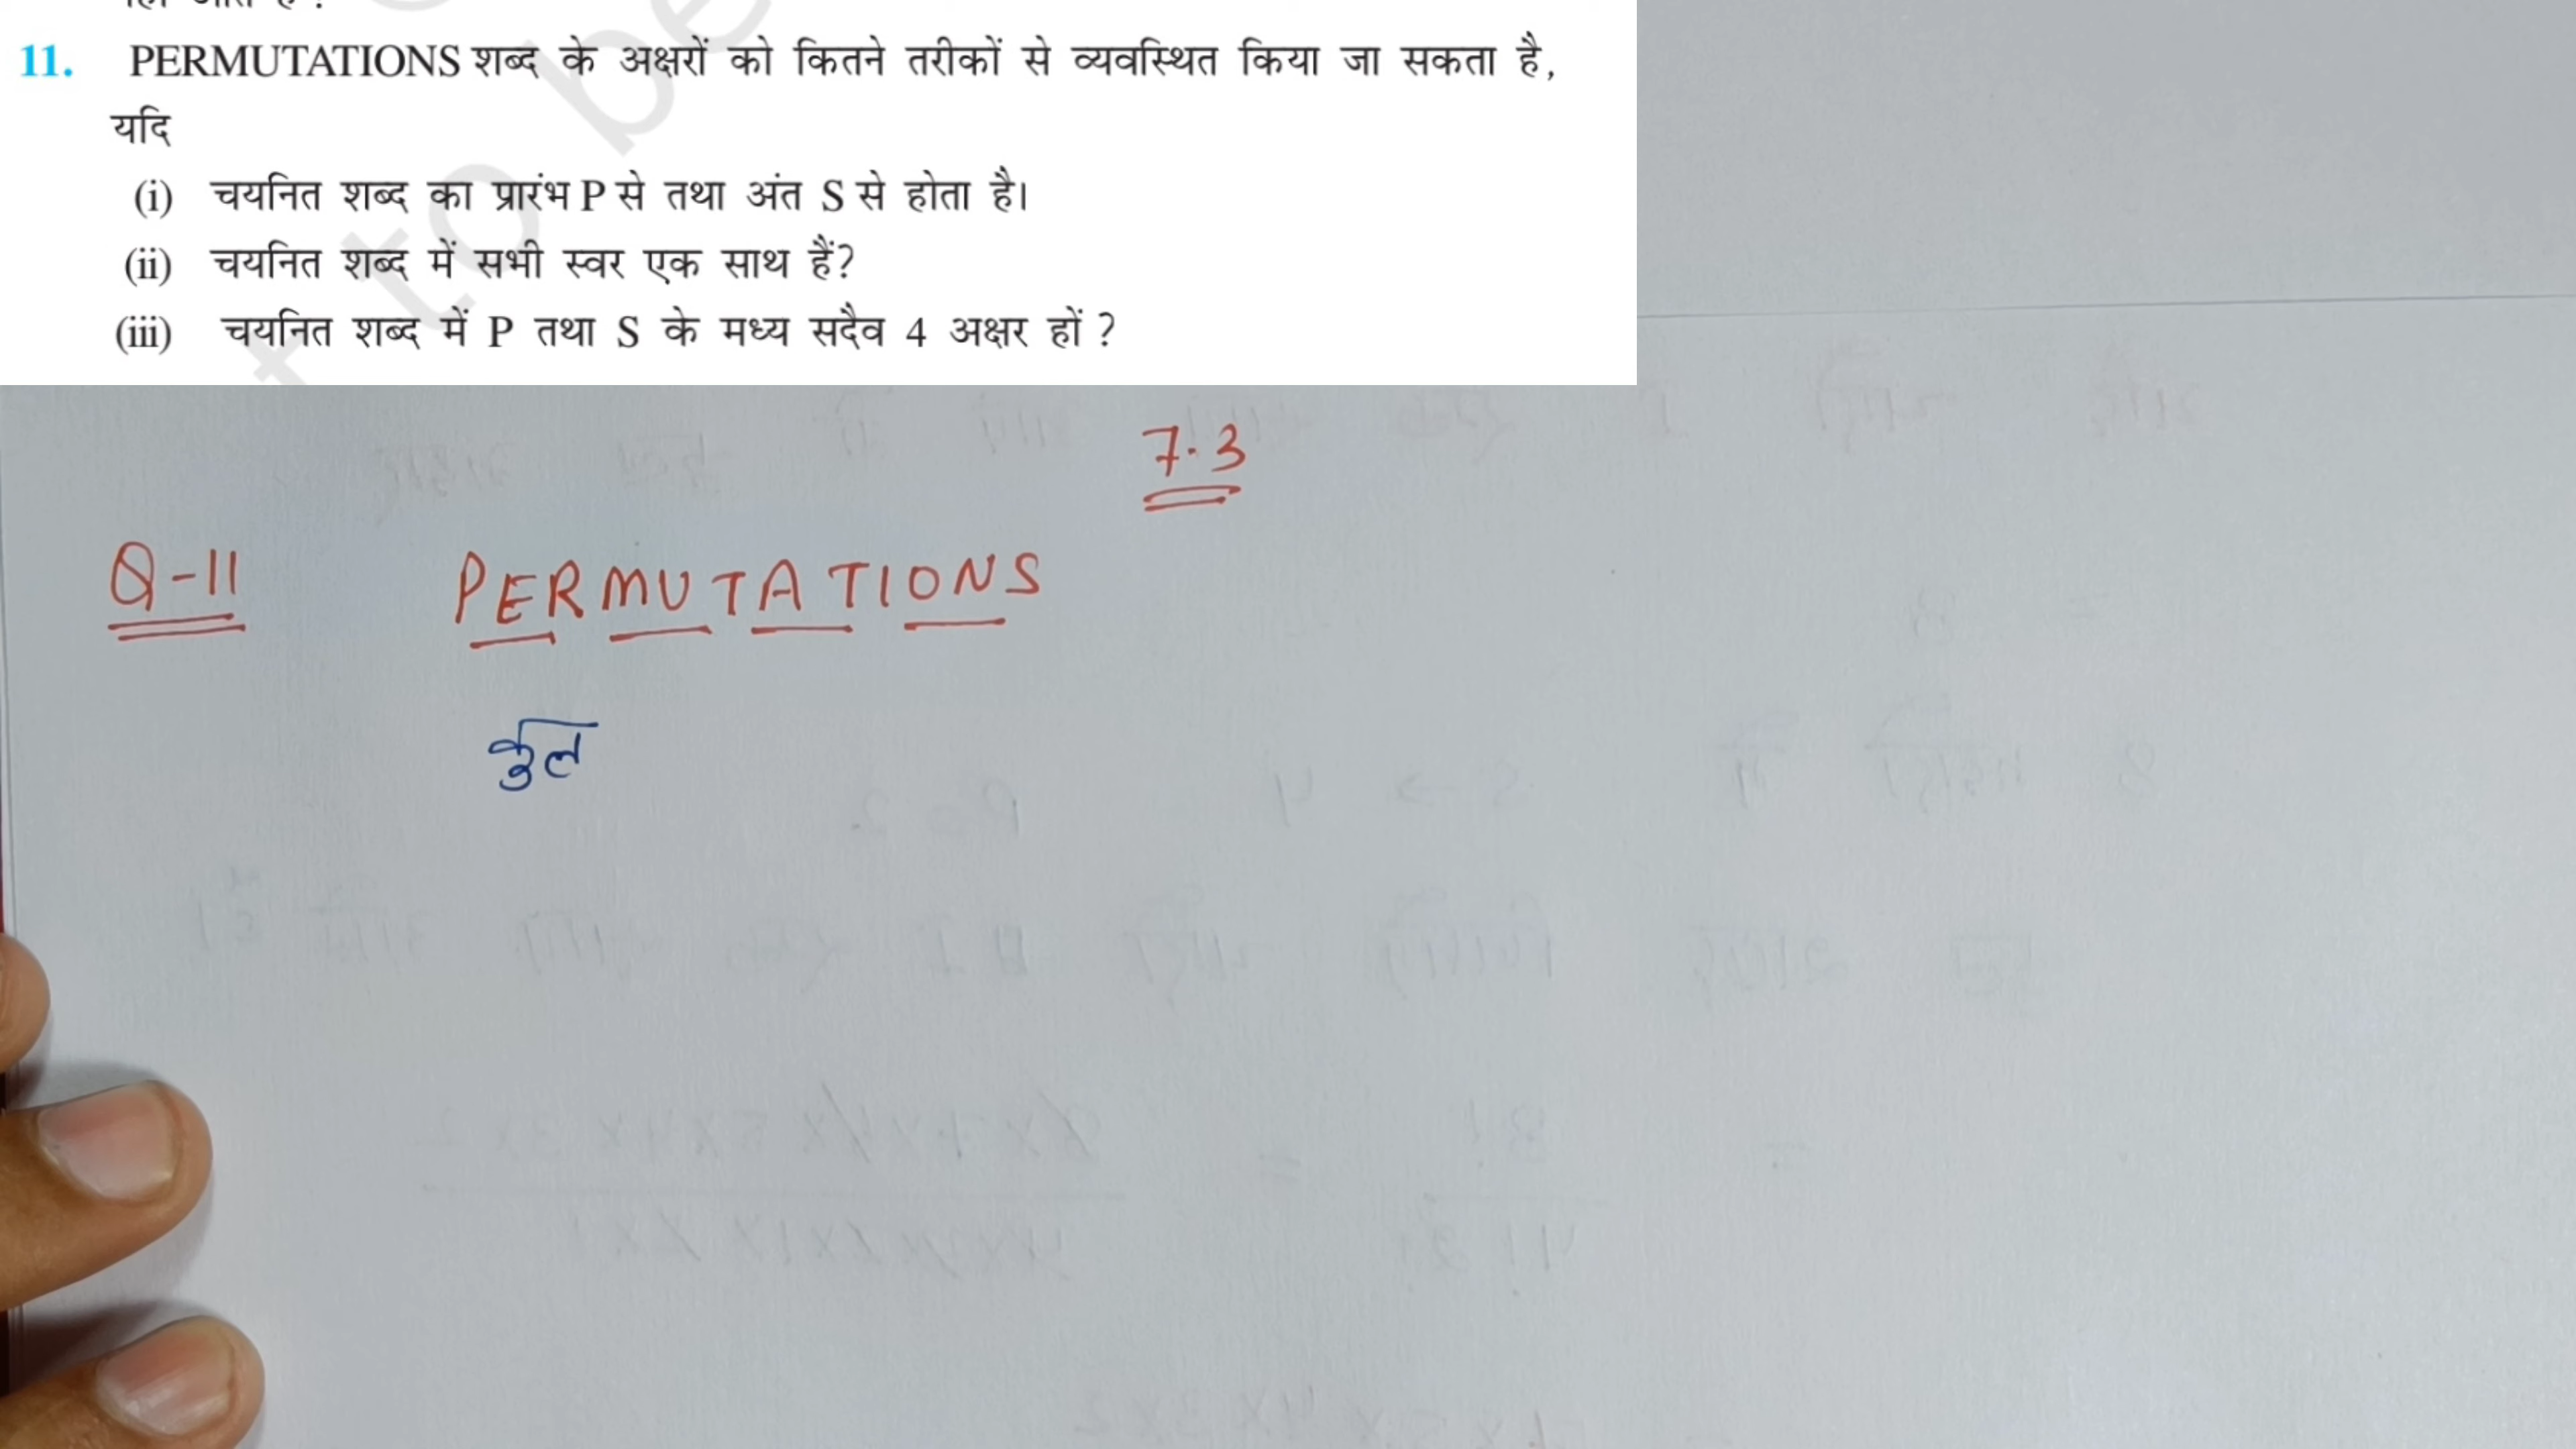 11. PERMUTATIONS शब्द के अक्षरों को कितने तरीकों से व्यवस्थित किया जा सकता है,
यदि
(i) चयनित शब्द का प्रारंभ P से तथा अंत S से होता है।
(ii) चयनित शब्द में सभी स्वर एक साथ हैं?
(iii) चयनित शब्द में P तथा S के मध्य सदैव 4 अक्षर हों ?
7.3
Q-11 PERMUTATIONS
कुल